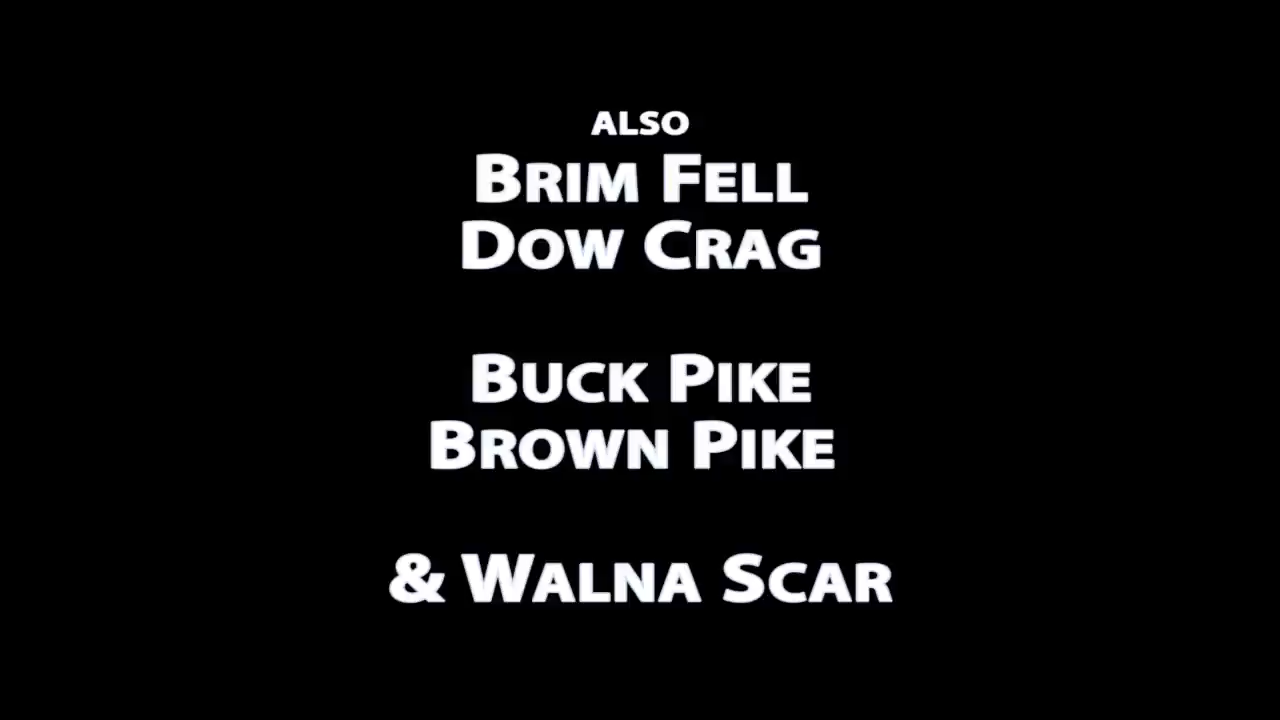 ALSO
BRIM FELL
DOW CRAG
BUCK PIKE
BROWN PIKE
& WALNA SCAR